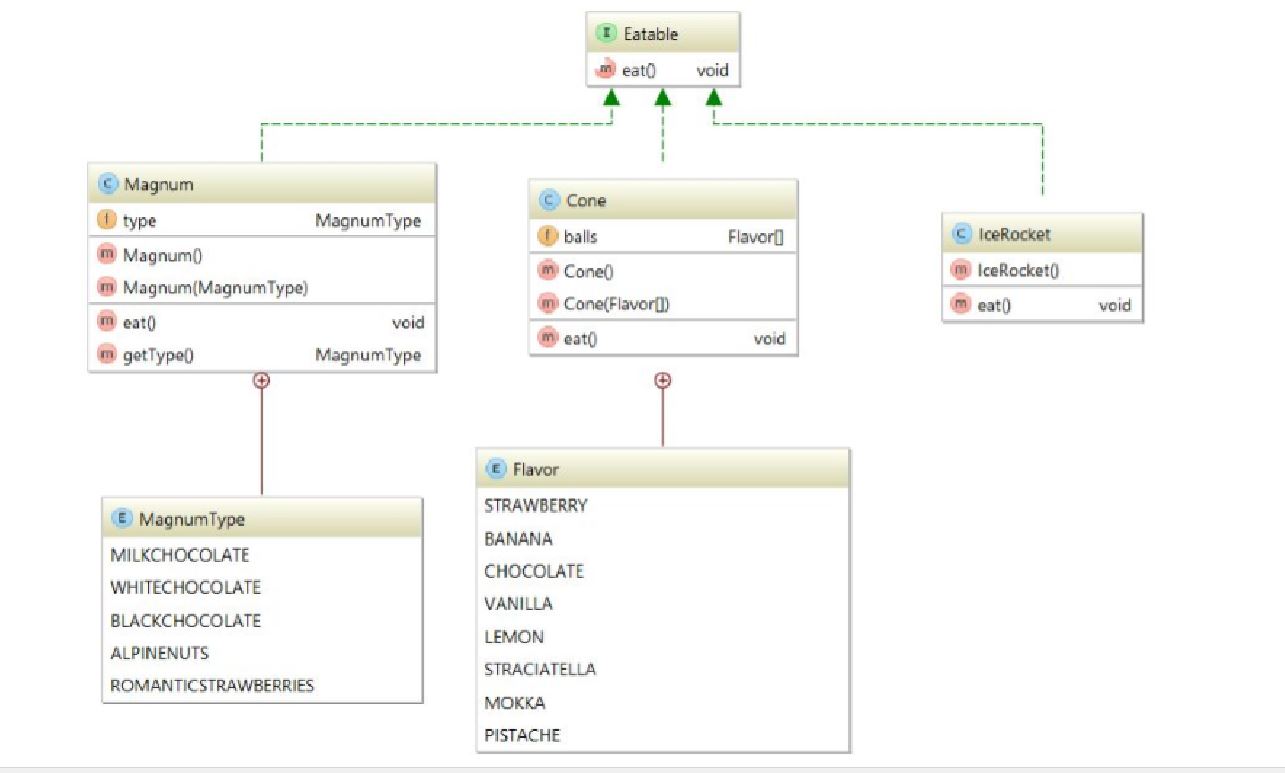 I Eatable
m eat() void
C Magnum
f type MagnumType
m Magnum()
m Magnum(MagnumType)
m eat() void
m getType() MagnumType
C Cone
f balls Flavor[]
m Cone()
m Cone(Flavor[])
m eat() void
C IceRocket
m IceRocket()
m eat() void
E MagnumType
MILKCHOCOLATE
WHITECHOCOLATE
BLACKCHOCOLATE
ALPINENUTS
ROMANTICSTRAWBERRIES
E Flavor
STRAWBERRY
BANANA
CHOCOLATE
VANILLA
LEMON
STRACIATELLA
MOKKA
PISTACHE